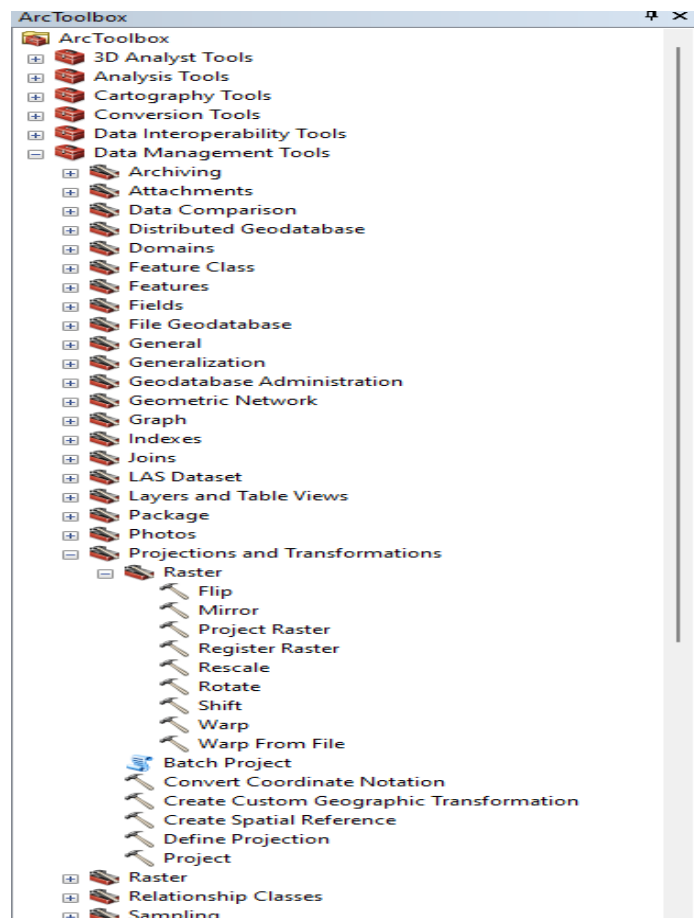 ArcToolbox
ArcToolbox
3D Analyst Tools
Analysis Tools
Cartography Tools
Conversion Tools
Data Interoperability Tools
Data Management Tools
Archiving
Attachments
Data Comparison
Distributed Geodatabase
Domains
Feature Class
Features
Fields
File Geodatabase
General
Generalization
Geodatabase Administration
Geometric Network
Graph
Indexes
Joins
LAS Dataset
Layers and Table Views
Package
Photos
Projections and Transformations
Raster
Flip
Mirror
Project Raster
Register Raster
Rescale
Rotate
Shift
Warp
Warp From File
Batch Project
Convert Coordinate Notation
Create Custom Geographic Transformation
Create Spatial Reference
Define Projection
Project
Raster
Relationship Classes
Sampling